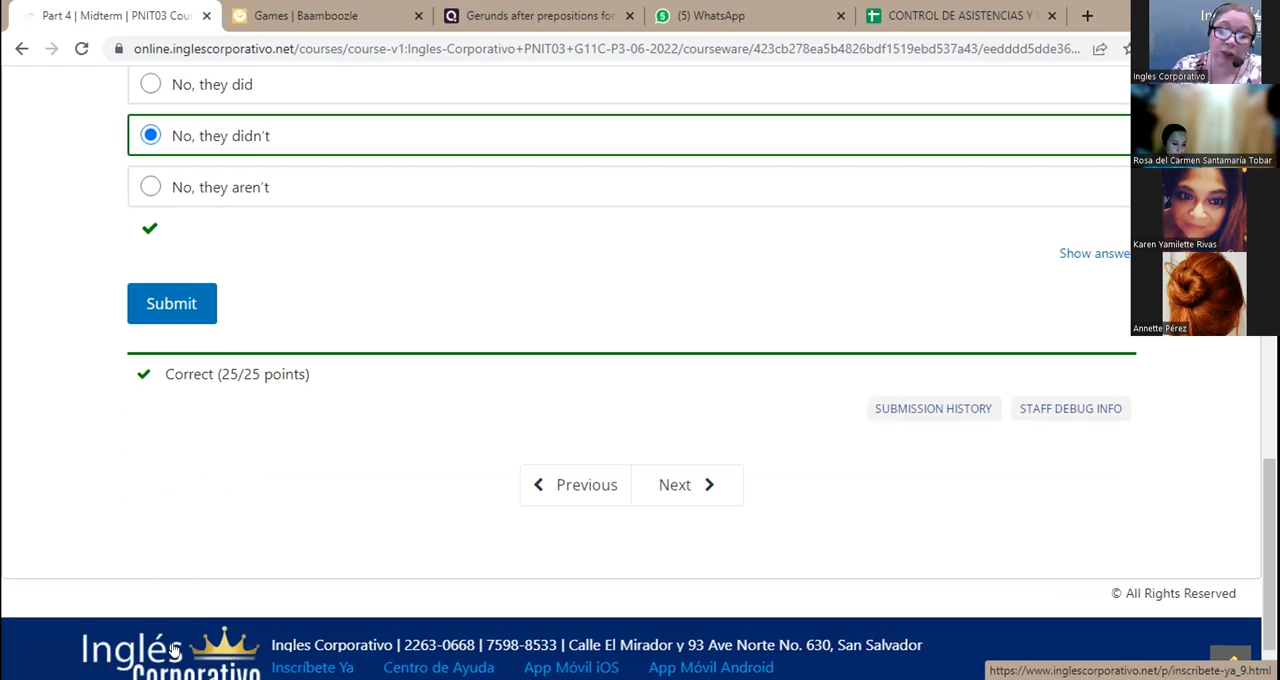 Part 4 | Midterm | PNIT03 Cour
Games | Baamboozle
Gerunds after prepositions for
(5) WhatsApp
CONTROL DE ASISTENCIAS Y
online.inglescorporativo.net/courses/course-v1:Ingles-Corporativo+PNIT03+G11C-P3-06-2022/courseware/423cb278ea5b4826bdf1519ebd537a43/eedddd5dde36...
Ingles Corporativo
Rosa del Carmen Santamaría Tobar
Karen Yamilette Rivas
Annette Pérez
No, they did
No, they didn't
No, they aren't
Show answe
Submit
Correct (25/25 points)
SUBMISSION HISTORY
STAFF DEBUG INFO
Previous
Next
© All Rights Reserved
Inglés Corporativo
Ingles Corporativo | 2263-0668 | 7598-8533 | Calle El Mirador y 93 Ave Norte No. 630, San Salvador
Inscríbete Ya
Centro de Ayuda
App Móvil iOS
App Móvil Android
https://www.inglescorporativo.net/p/inscribete-ya_9.html